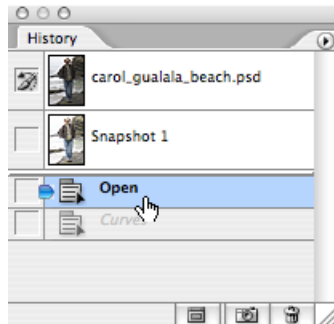 History
carol_gualala_beach.psd
Snapshot 1
Open
Curves